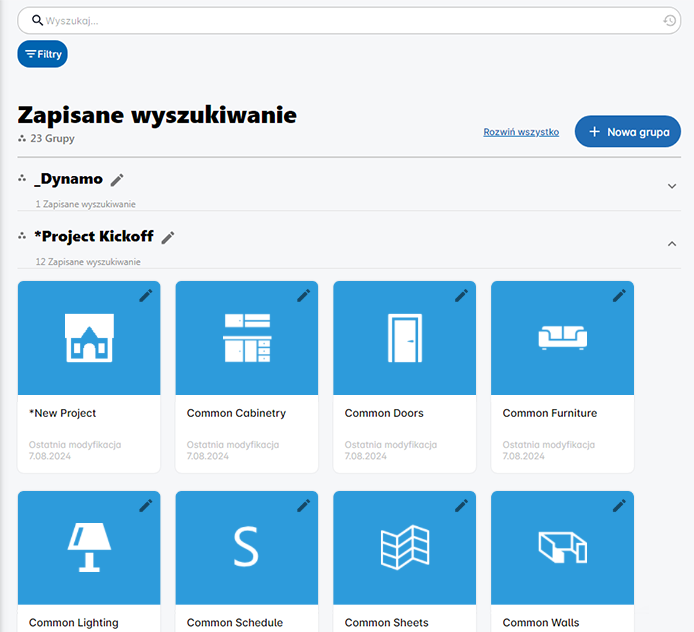 Wyszukaj...
Filtry
Zapisane wyszukiwanie
23 Grupy
Rozwiń wszystko
+ Nowa grupa
_Dynamo
1 Zapisane wyszukiwanie
*Project Kickoff
12 Zapisane wyszukiwanie
*New Project
Common Cabinetry
Common Doors
Common Furniture
Ostatnia modyfikacja
7.08.2024
Ostatnia modyfikacja
7.08.2024
Ostatnia modyfikacja
7.08.2024
Ostatnia modyfikacja
7.08.2024
S
Common Lighting
Common Schedule
Common Sheets
Common Walls